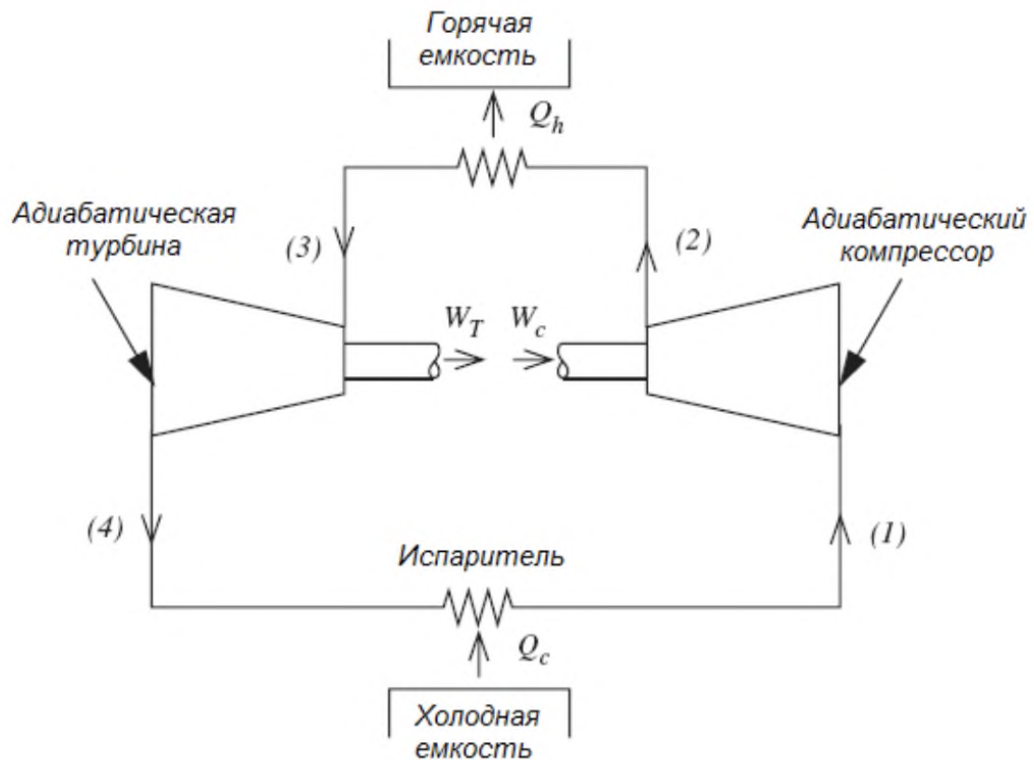 Горячая
емкость
Q_h
Адиабатическая
турбина
Адиабатический
компрессор
(3)
(2)
W_T
W_c
(4)
(1)
Испаритель
Q_c
Холодная
емкость